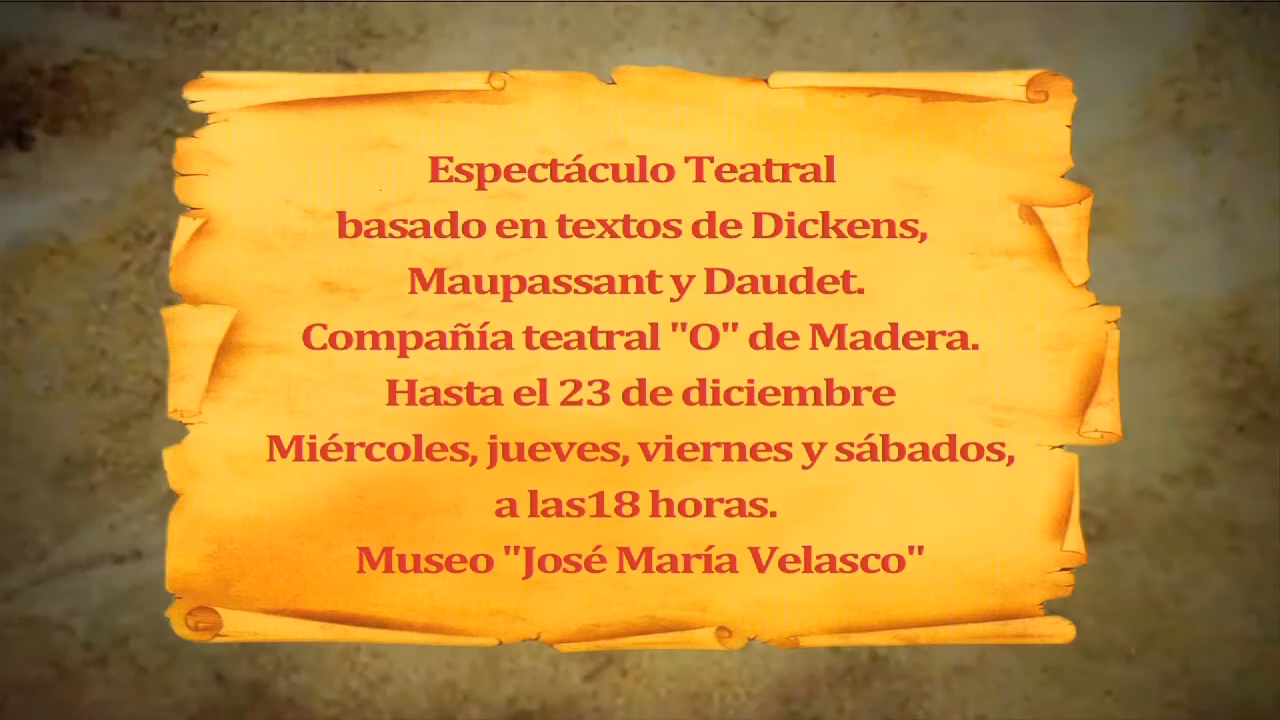 Espectáculo Teatral
basado en textos de Dickens,
Maupassant y Daudet.
Compañía teatral "O" de Madera.
Hasta el 23 de diciembre
Miércoles, jueves, viernes y sábados,
a las18 horas.
Museo "José María Velasco"